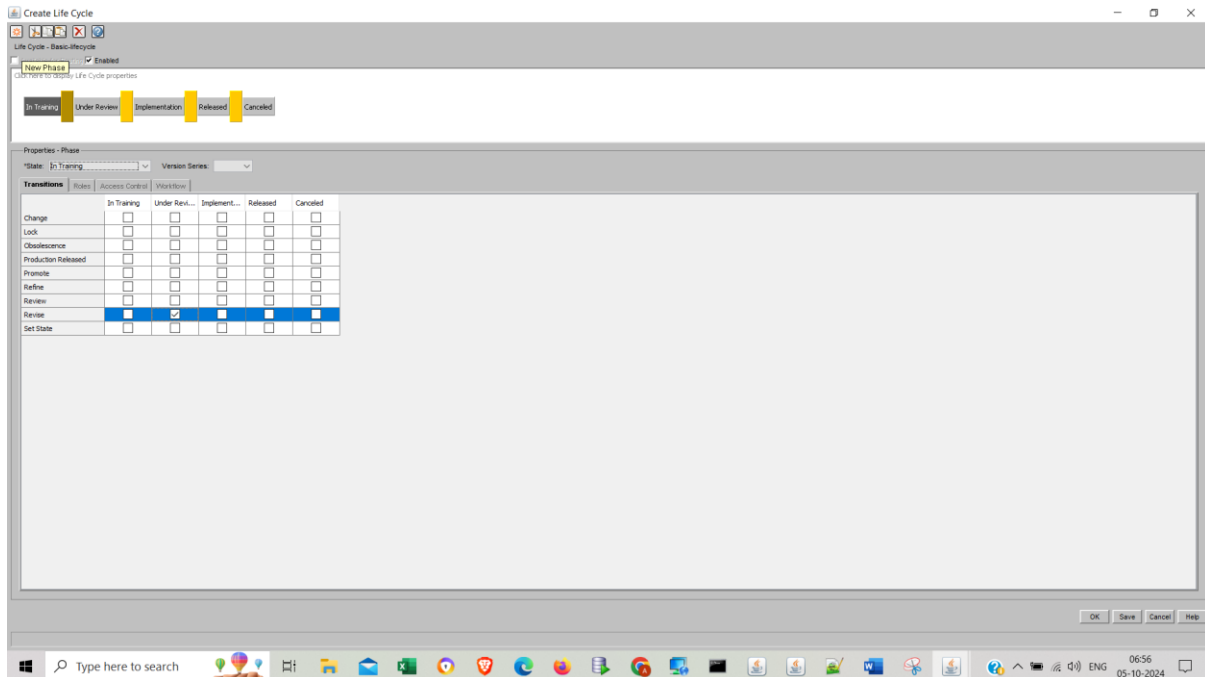 Create Life Cycle
Life Cycle - Basic-lifecycle
Enabled
New Phase
Click here to display Life Cycle properties
In Training Under Review Implementation Released Canceled
Properties - Phase
*State: In Training Version Series:
Transitions Roles Access Control Workflow
In Training Under Revi... Implement... Released Canceled
Change
Lock
Obsolescence
Production Released
Promote
Refine
Review
Revise
Set State
OK Save Cancel Help
Type here to search
ENG
06:56
05-10-2024